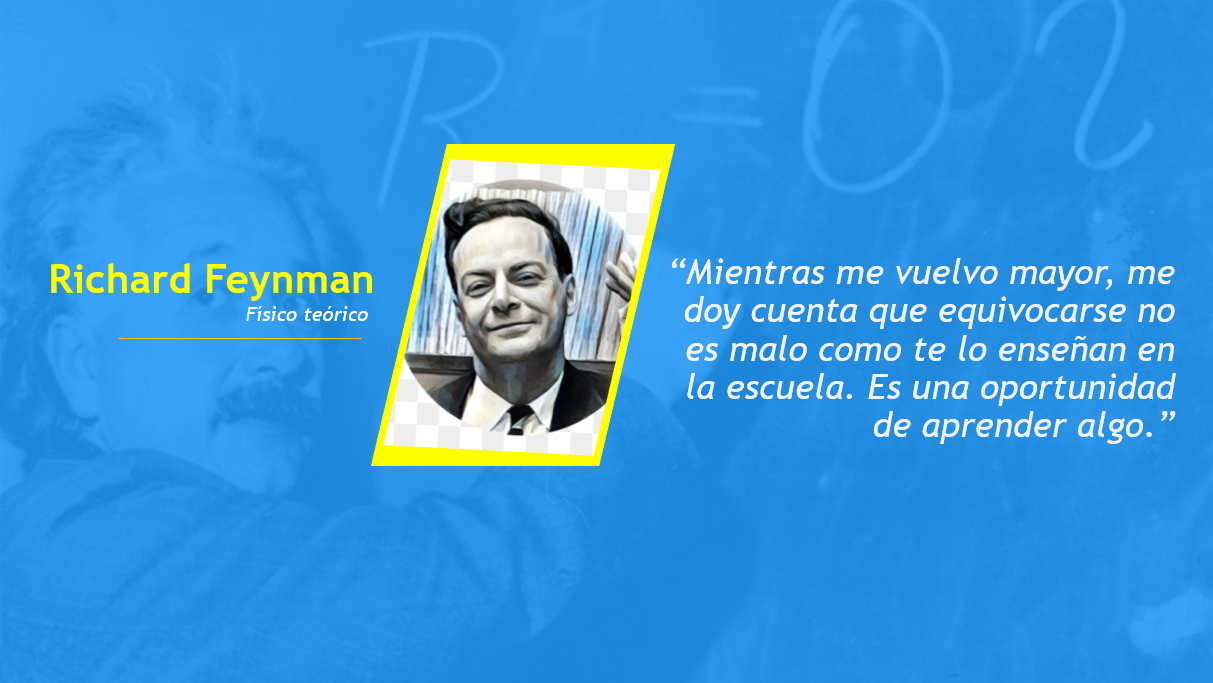 Richard Feynman
Físico teórico
“Mientras me vuelvo mayor, me
doy cuenta que equivocarse no
es malo como te lo enseñan en
la escuela. Es una oportunidad
de aprender algo.”